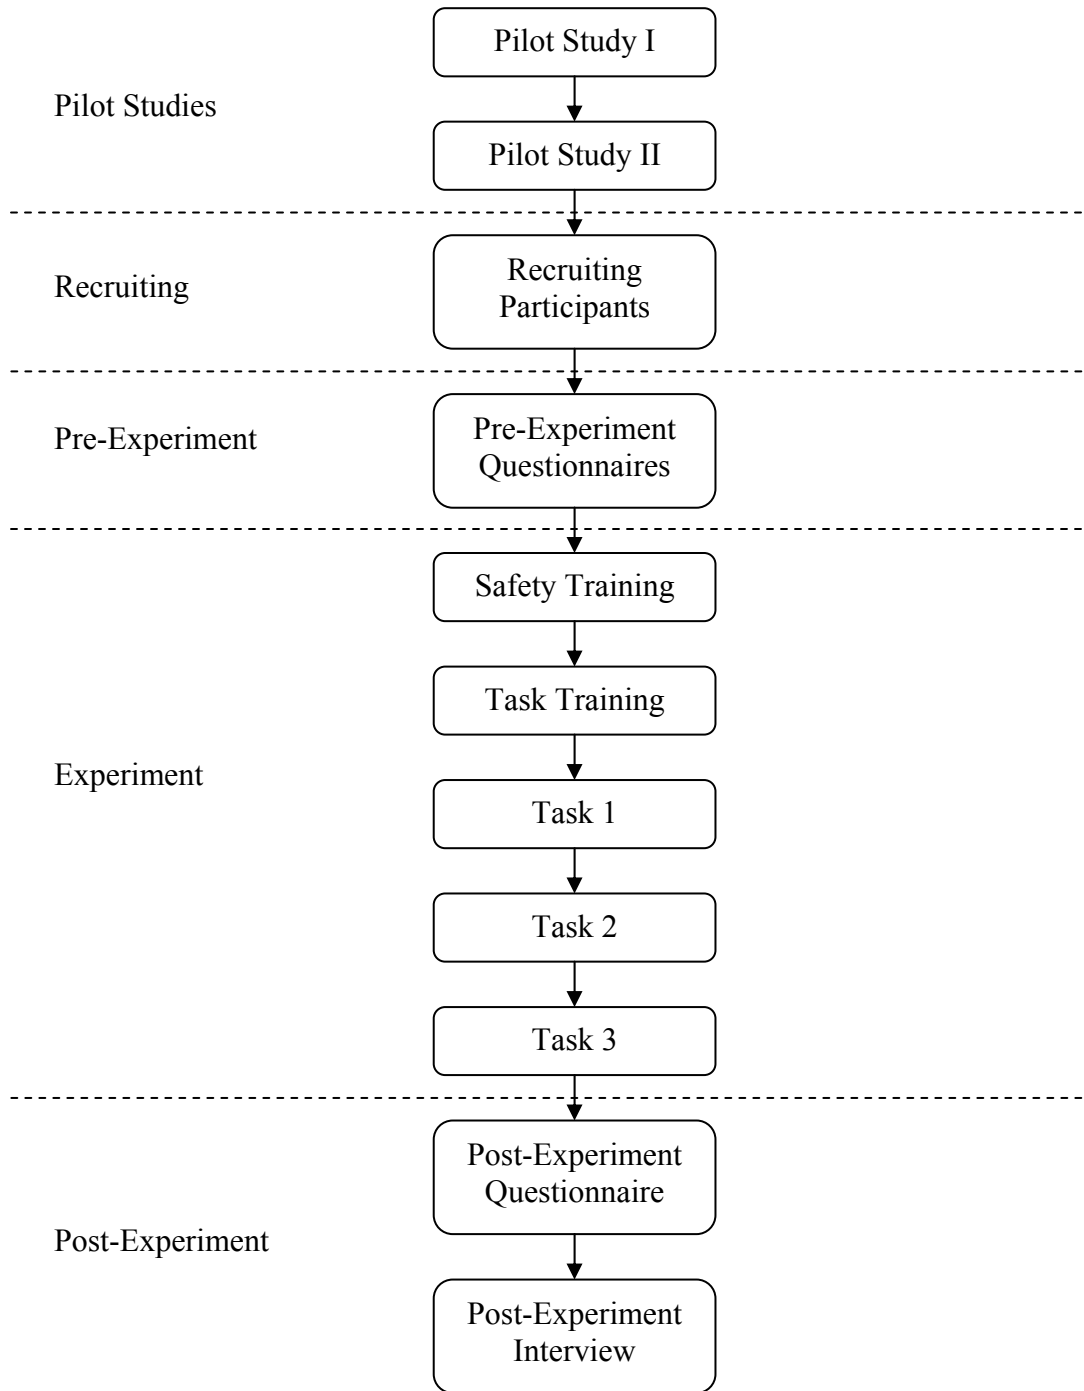 Pilot Study I
Pilot Studies
Pilot Study II
Recruiting
Recruiting
Participants
Pre-Experiment
Pre-Experiment
Questionnaires
Safety Training
Task Training
Experiment
Task 1
Task 2
Task 3
Post-Experiment
Questionnaire
Post-Experiment
Post-Experiment
Interview